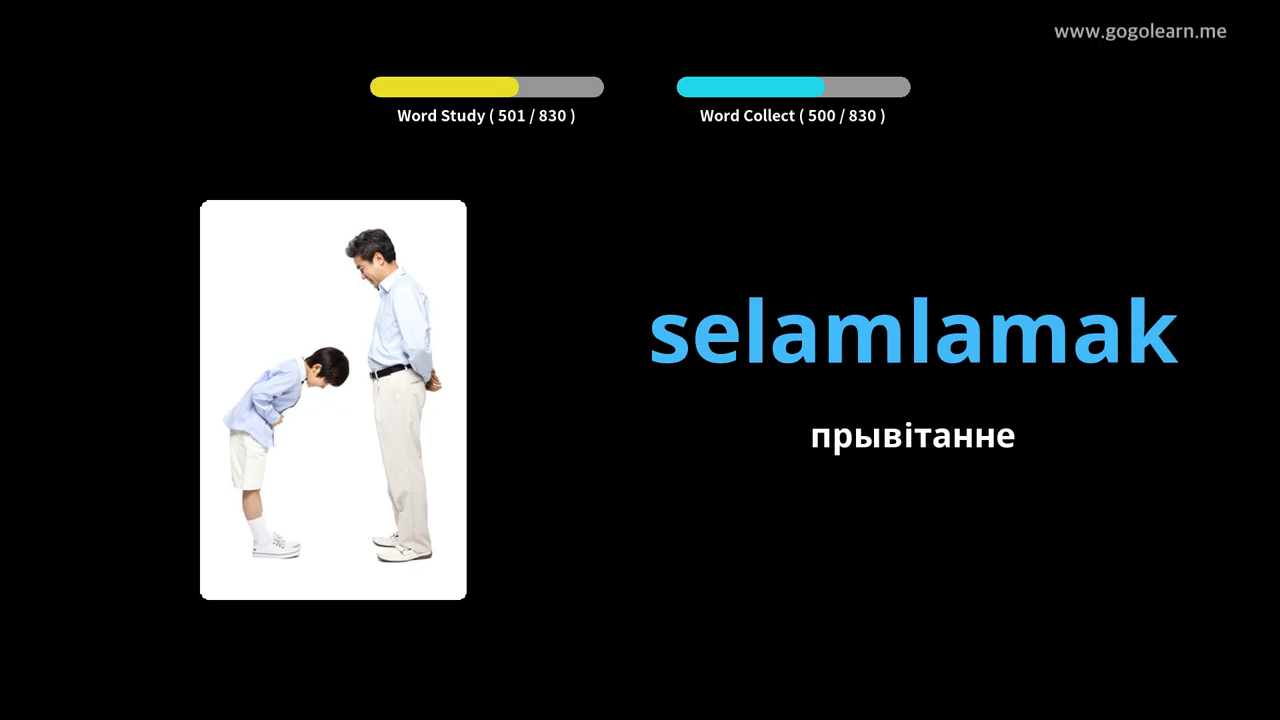 www.gogolearn.me
Word Study ( 501 / 830 )
Word Collect ( 500 / 830 )
selamlamak
прывітанне